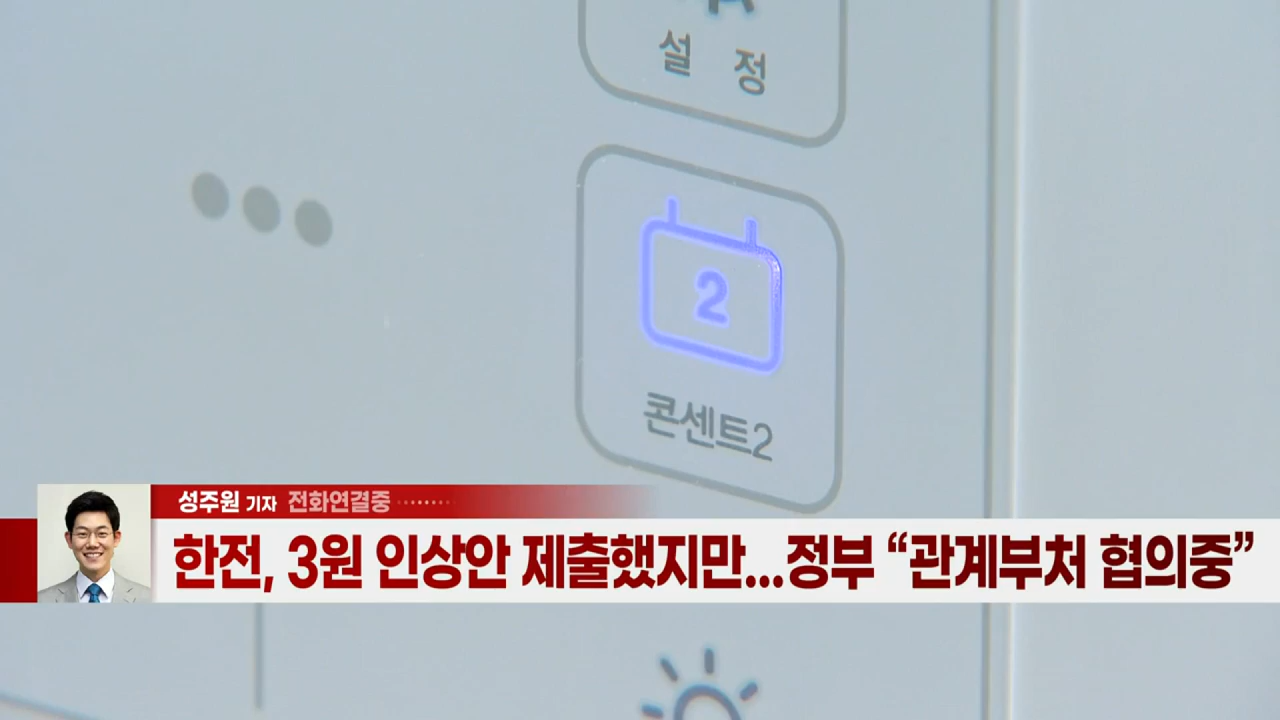 설 정
2
콘센트2
성주원 기자 전화연결중
한전, 3원 인상안 제출했지만...정부 “관계부처 협의중”